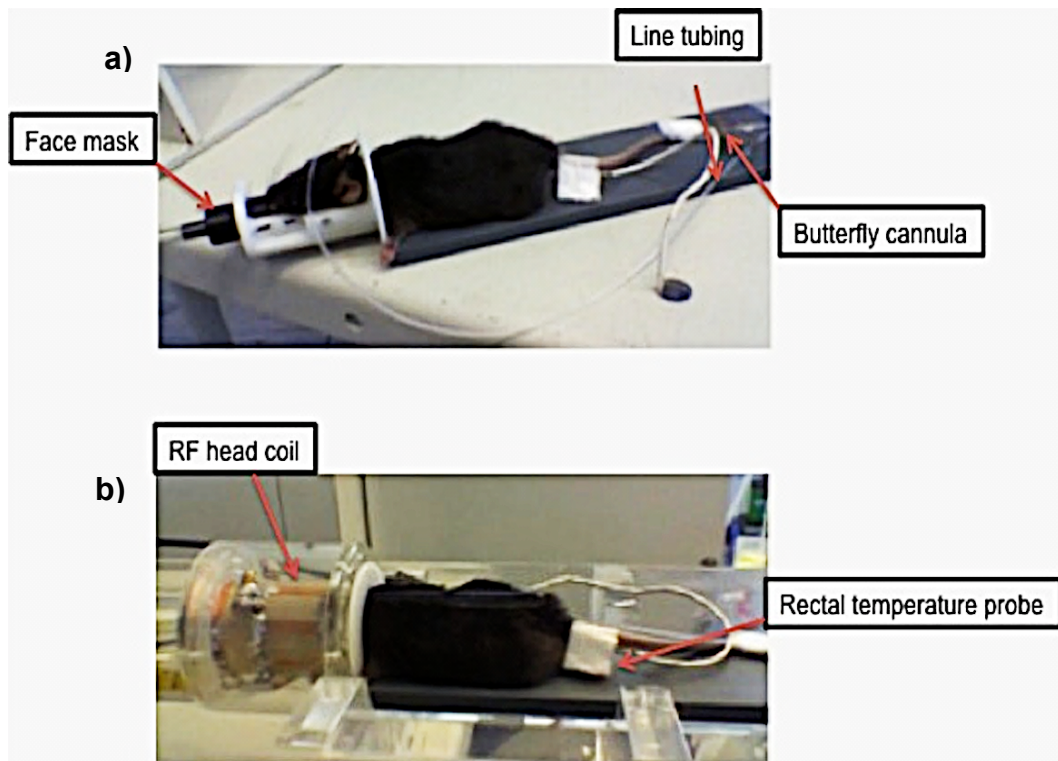 Line tubing
a)
Face mask
Butterfly cannula
RF head coil
b)
Rectal temperature probe